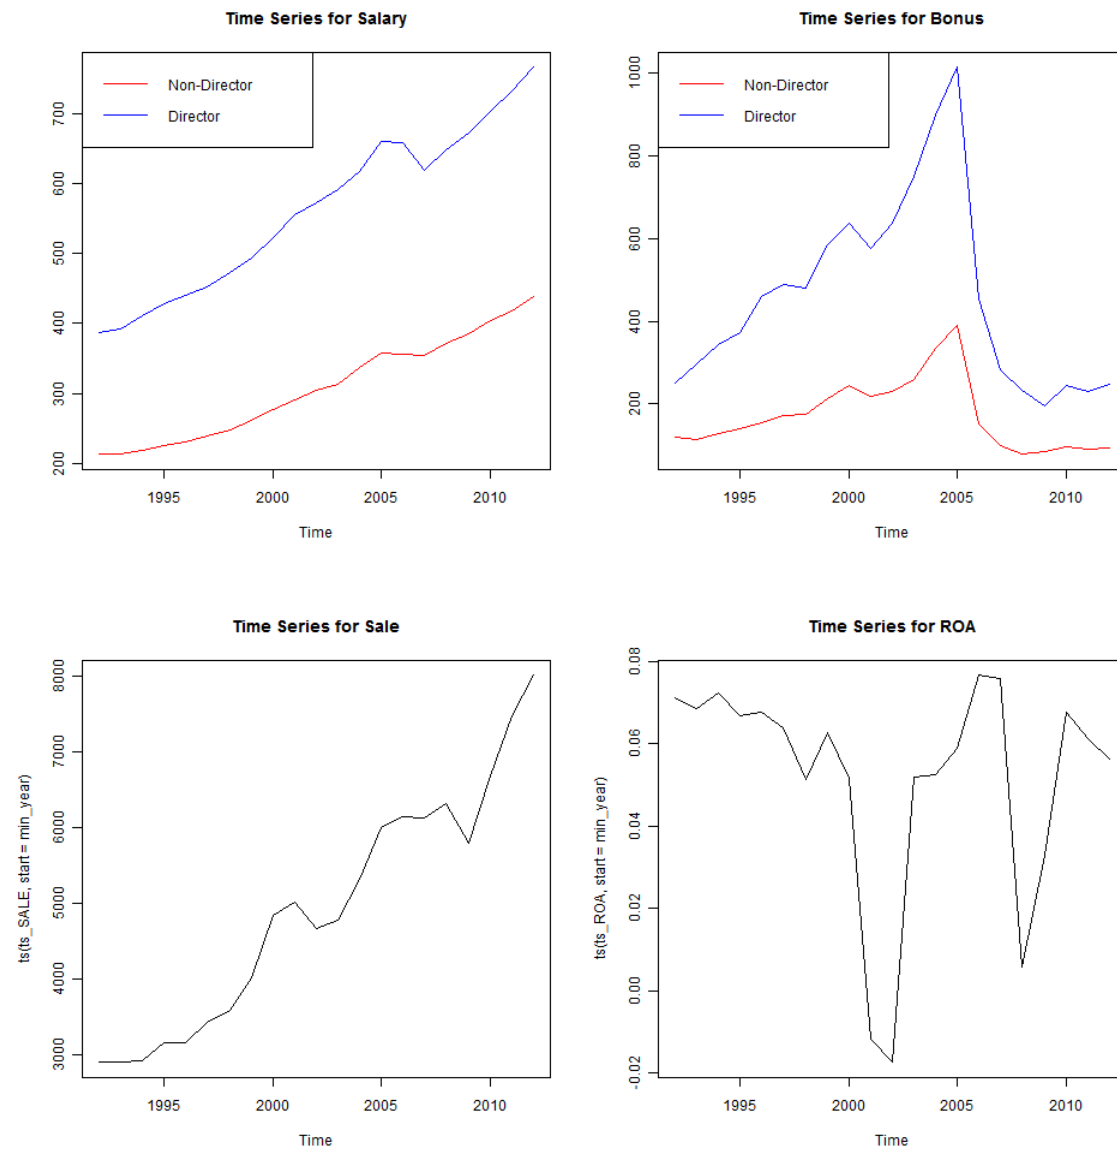 Time Series for Salary
Non-Director
Director
200
300
400
500
600
700
1995
2000
2005
2010
Time
Time Series for Bonus
Non-Director
Director
200
400
600
800
1000
1995
2000
2005
2010
Time
Time Series for Sale
ts(ts_SALE, start = min_year)
3000
4000
5000
6000
7000
8000
1995
2000
2005
2010
Time
Time Series for ROA
ts(ts_ROA, start = min_year)
-0.02
0.00
0.02
0.04
0.06
0.08
1995
2000
2005
2010
Time